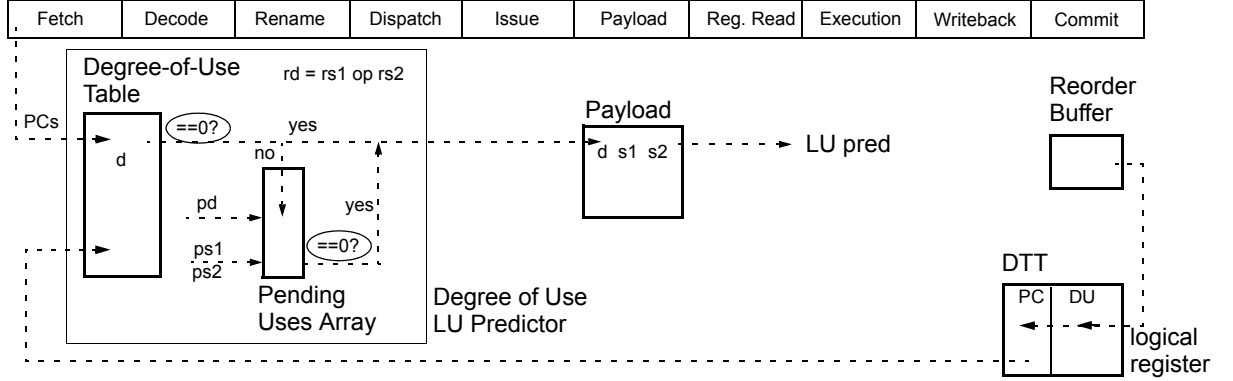 Fetch Decode Rename Dispatch Issue Payload Reg. Read Execution Writeback Commit
Degree-of-Use
Table
rd = rs1 op rs2
PCs
==0?
yes
d
no
pd
yes
ps1
ps2
==0?
Pending
Uses Array
Degree of Use
LU Predictor
Payload
d s1 s2
LU pred
Reorder
Buffer
DTT
PC DU
logical
register